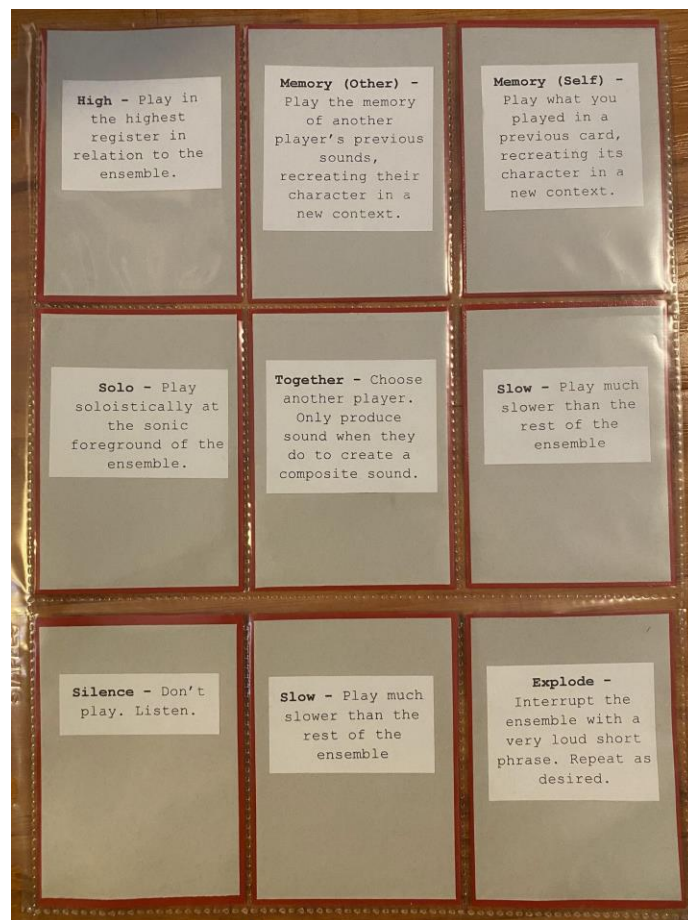 High - Play in
the highest
register in
relation to the
ensemble.
Memory (Other) -
Play the memory
of another
player's previous
sounds,
recreating their
character in a
new context.
Memory (Self) -
Play what you
played in a
previous card,
recreating its
character in a
new context.
Solo - Play
soloistically at
the sonic
foreground of the
ensemble.
Together - Choose
another player.
Only produce
sound when they
do to create a
composite sound.
Slow - Play much
slower than the
rest of the
ensemble
Silence - Don't
play. Listen.
Slow - Play much
slower than the
rest of the
ensemble
Explode -
Interrupt the
ensemble with a
very loud short
phrase. Repeat as
desired.